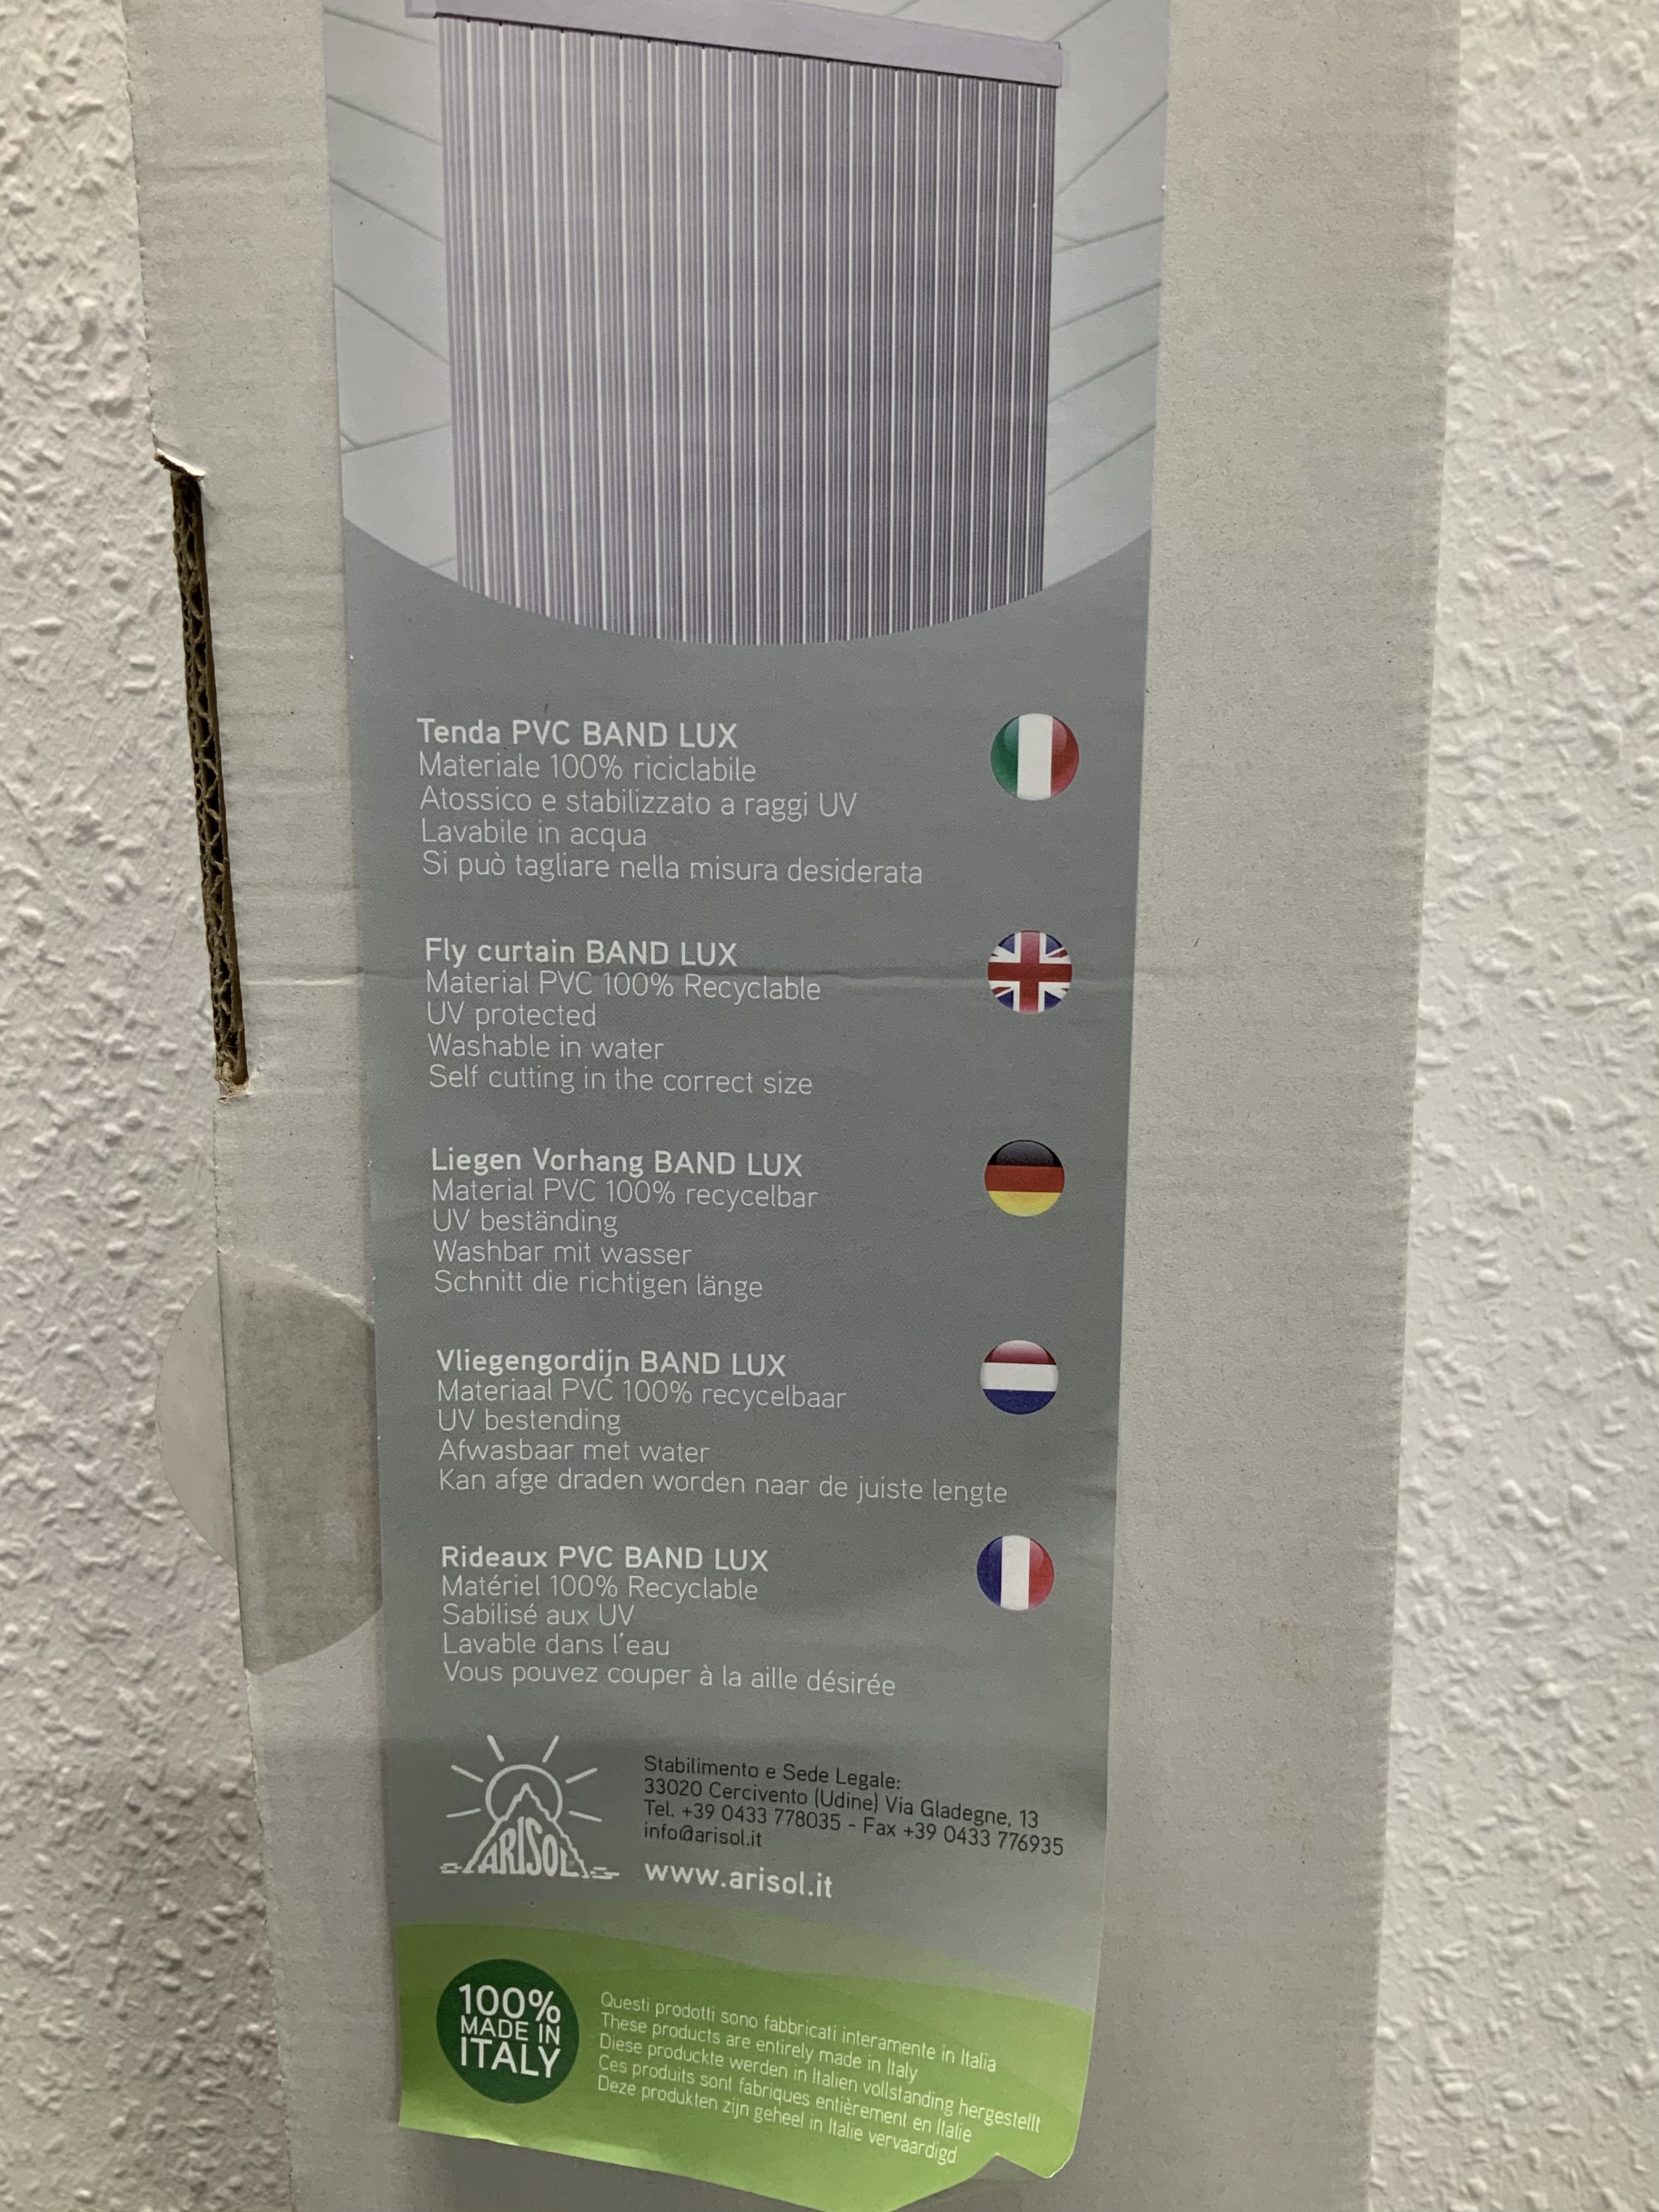 Tenda PVC BAND LUX
Materiale 100% riciclabile
Atossico e stabilizzato a raggi UV
Lavabile in acqua
Si può tagliare nella misura desiderata
Fly curtain BAND LUX
Material PVC 100% Recyclable
UV protected
Washable in water
Self cutting in the correct size
Liegen Vorhang BAND LUX
Material PVC 100% recycelbar
UV beständing
Washbar mit wasser
Schnitt die richtigen länge
Vliegengordijn BAND LUX
Materiaal PVC 100% recycelbaar
UV bestending
Afwasbaar met water
Kan afge draden worden naar de juiste lengte
Rideaux PVC BAND LUX
Matériel 100% Recyclable
Sabilisé aux UV
Lavable dans l'eau
Vous pouvez couper à la aille désirée
ARISOL
Stabilimento e Sede Legale:
33020 Cercivento (Udine) Via Gladegne, 13
Tel. +39 0433 778035 - Fax +39 0433 776935
info@arisol.it
www.arisol.it
100%
MADE IN
ITALY
Questi prodotti sono fabbricati interamente in Italia
These products are entirely made in Italy
Diese produckte werden in Italien vollstanding hergestellt
Ces produits sont fabriques entièrement en Italie
Deze produkten zijn geheel in Italie vervaardigd